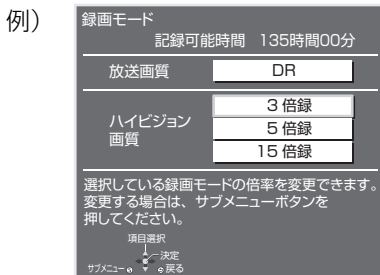 例）
録画モード
記録可能時間 135時間00分
放送画質 DR
3 倍録
ハイビジョン
画質
5 倍録
15 倍録
選択している録画モードの倍率を変更できます。
変更する場合は、サブメニューボタンを
押してください。
項目選択
決定
サブメニュー 戻る